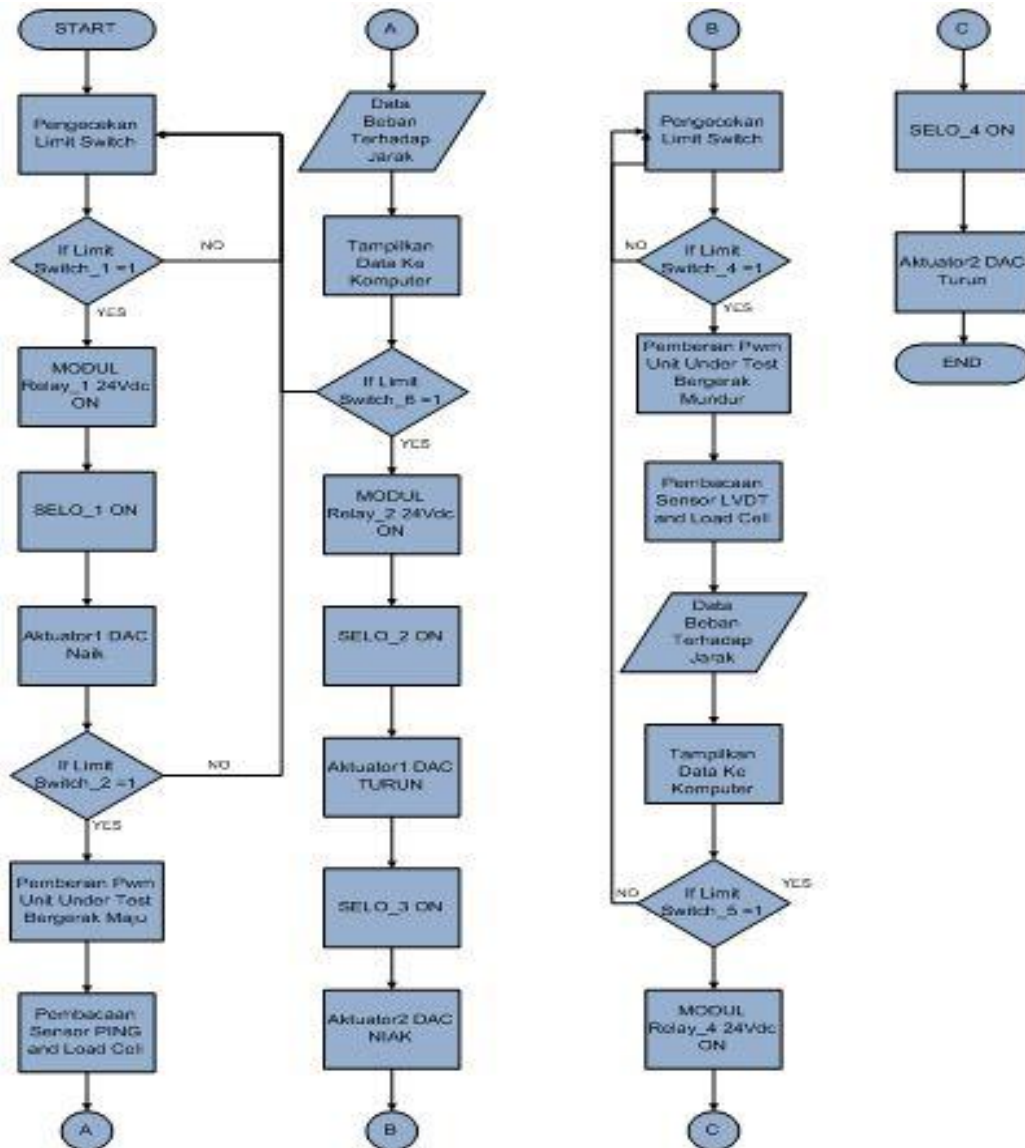 START
Pengecekan
Limit Switch
If Limit
Switch_1 =1
NO
YES
MODUL
Relay_1 24Vdc
ON
SELO_1 ON
Aktuator1 DAC
Naik
If Limit
Switch_2 =1
NO
YES
Pemberian Pwm
Unit Under Test
Bergerak Maju
Pembacaan
Sensor PING
and Load Cell
A
A
Data
Beban
Terhadap
Jarak
Tampilkan
Data Ke
Komputer
If Limit
Switch_6 =1
YES
MODUL
Relay_2 24Vdc
ON
SELO_2 ON
Aktuator1 DAC
TURUN
SELO_3 ON
Aktuator2 DAC
NIAK
B
B
Pengecekan
Limit Switch
NO
If Limit
Switch_4 =1
YES
Pemberian Pwm
Unit Under Test
Bergerak
Mundur
Pembacaan
Sensor LVDT
and Load Cell
Data
Beban
Terhadap
Jarak
Tampilkan
Data Ke
Komputer
NO
If Limit
Switch_5 =1
YES
MODUL
Relay_4 24Vdc
ON
C
C
SELO_4 ON
Aktuator2 DAC
Turun
END